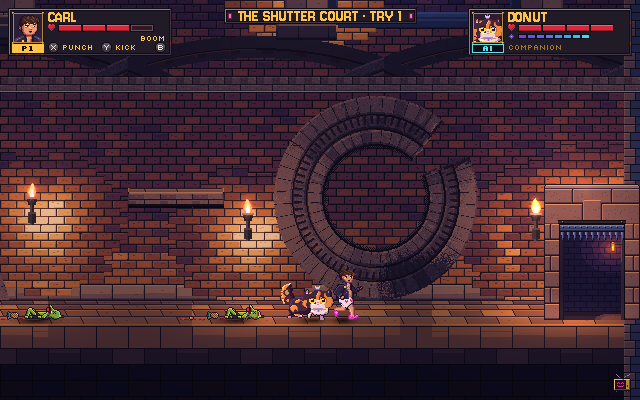 CARL
P1
X PUNCH Y KICK
BOOM
B
THE SHUTTER COURT · TRY 1
DONUT
AI
COMPANION